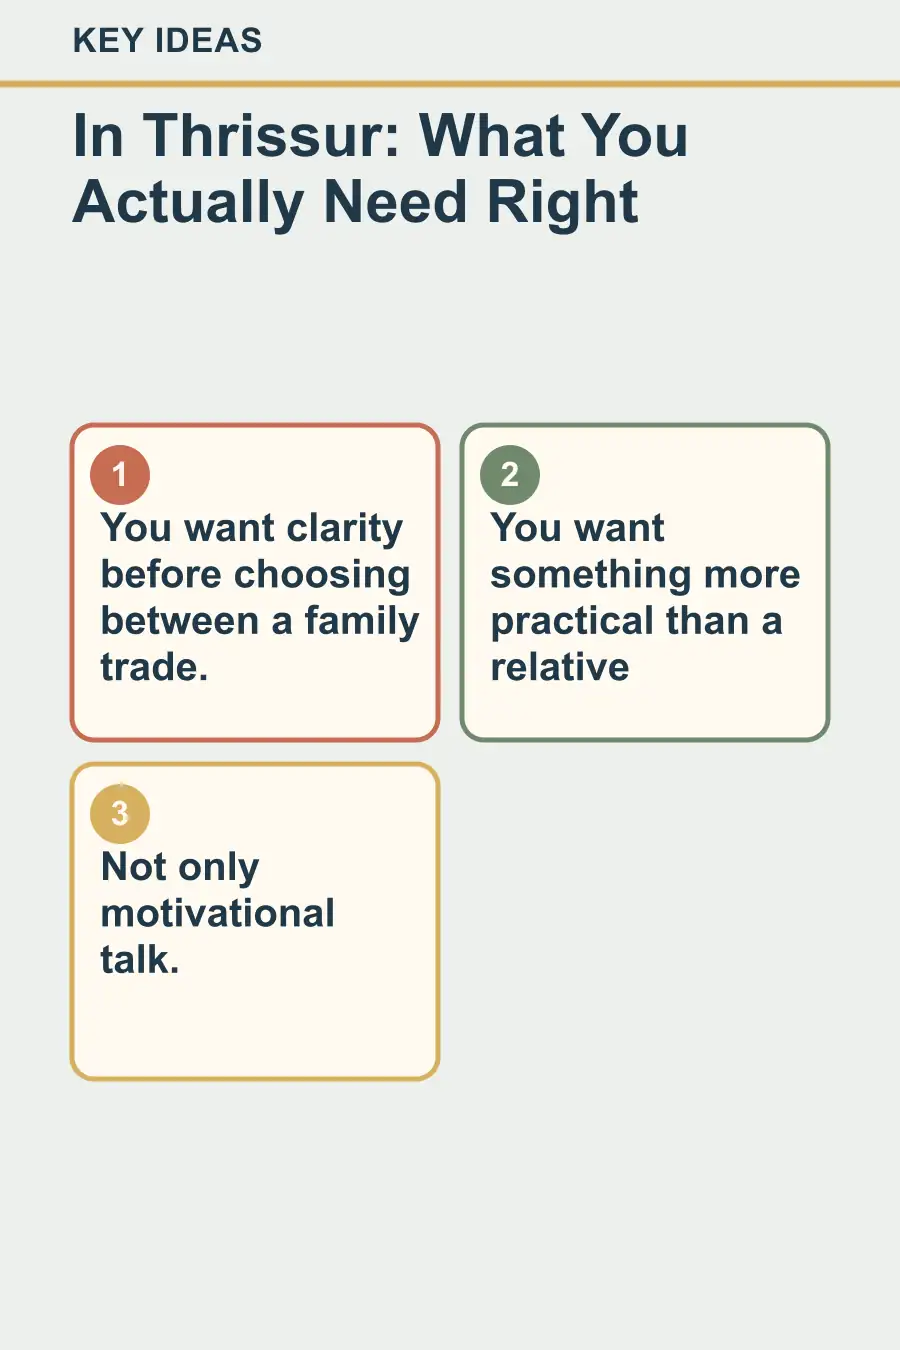 KEY IDEAS
In Thrissur: What You
Actually Need Right
1
You want clarity
before choosing
between a family
trade.
2
You want
something more
practical than a
relative
3
Not only
motivational
talk.